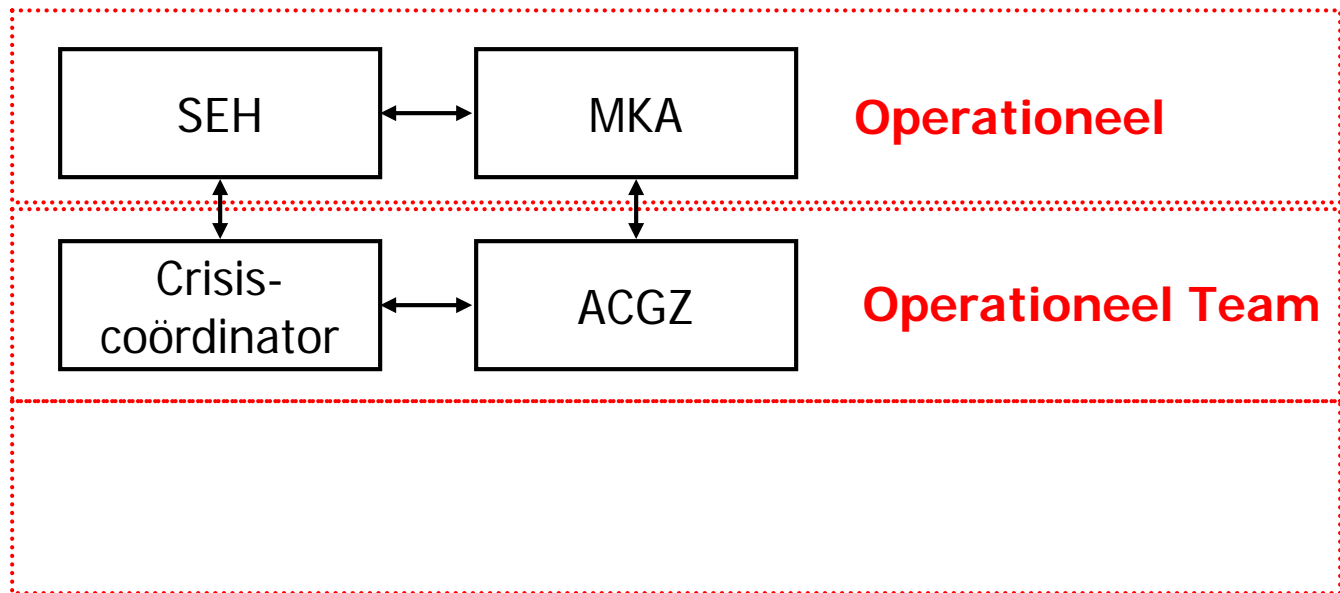 SEH
MKA
Operationeel
Crisis-
coördinator
ACGZ
Operationeel Team